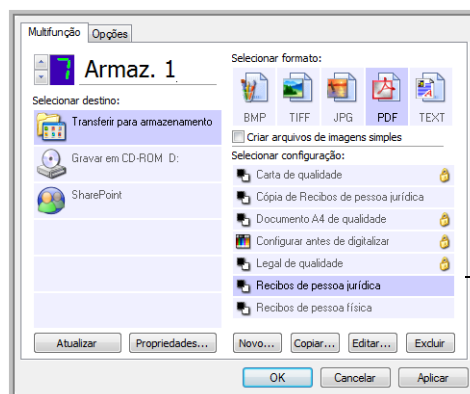 Multifunção Opções
7 Armaz. 1
Selecionar destino:
Transferir para armazenamento
Gravar em CD-ROM D:
SharePoint
Atualizar Propriedades...
Selecionar formato:
BMP TIFF JPG PDF TEXT
Criar arquivos de imagens simples
Selecionar configuração:
Carta de qualidade
Cópia de Recibos de pessoa jurídica
Documento A4 de qualidade
Configurar antes de digitalizar
Legal de qualidade
Recibos de pessoa jurídica
Recibos de pessoa física
Novo... Copiar... Editar... Excluir
OK Cancelar Aplicar